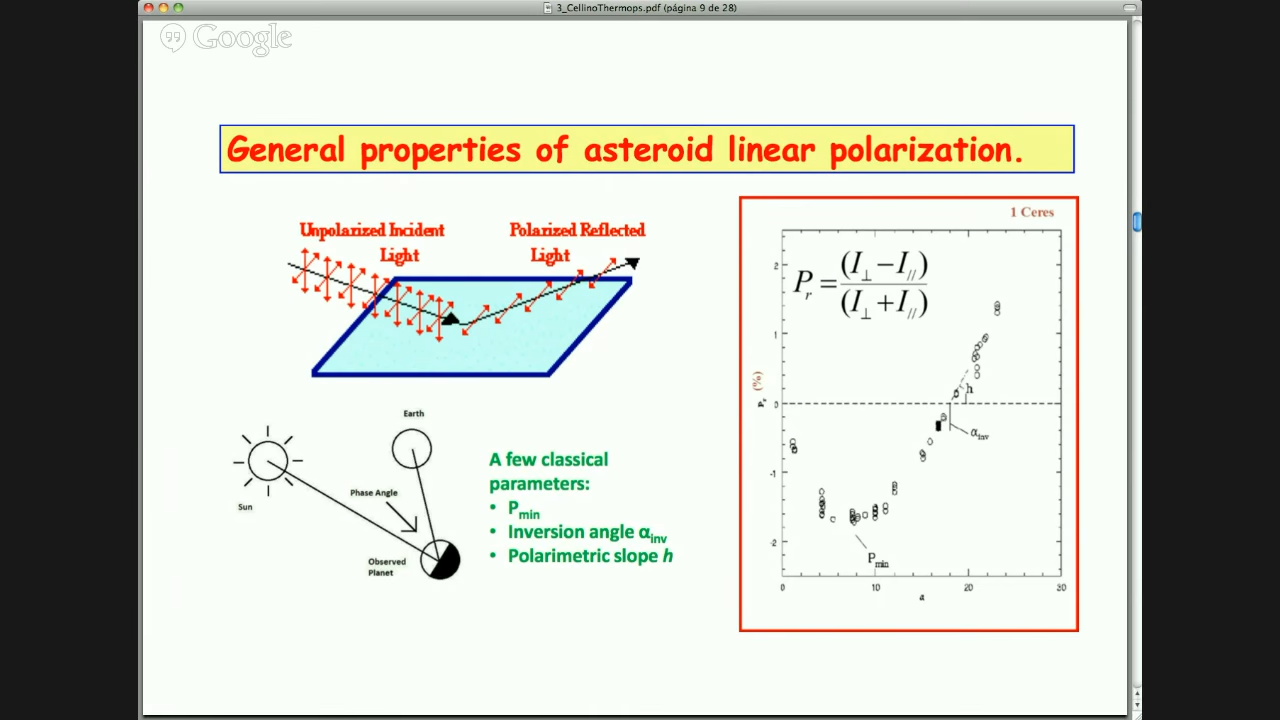 3_CellinoThermops.pdf (página 9 de 28)
Google
General properties of asteroid linear polarization.
Unpolarized Incident
Light
Polarized Reflected
Light
Earth
Phase Angle
Sun
Observed
Planet
A few classical
parameters:
• Pmin
• Inversion angle αinv
• Polarimetric slope h
1 Ceres
Pr = (I⊥ − I//) / (I⊥ + I//)
Pr (%)
2
1
0
-1
-2
h
αinv
Pmin
0 10 20 30
α